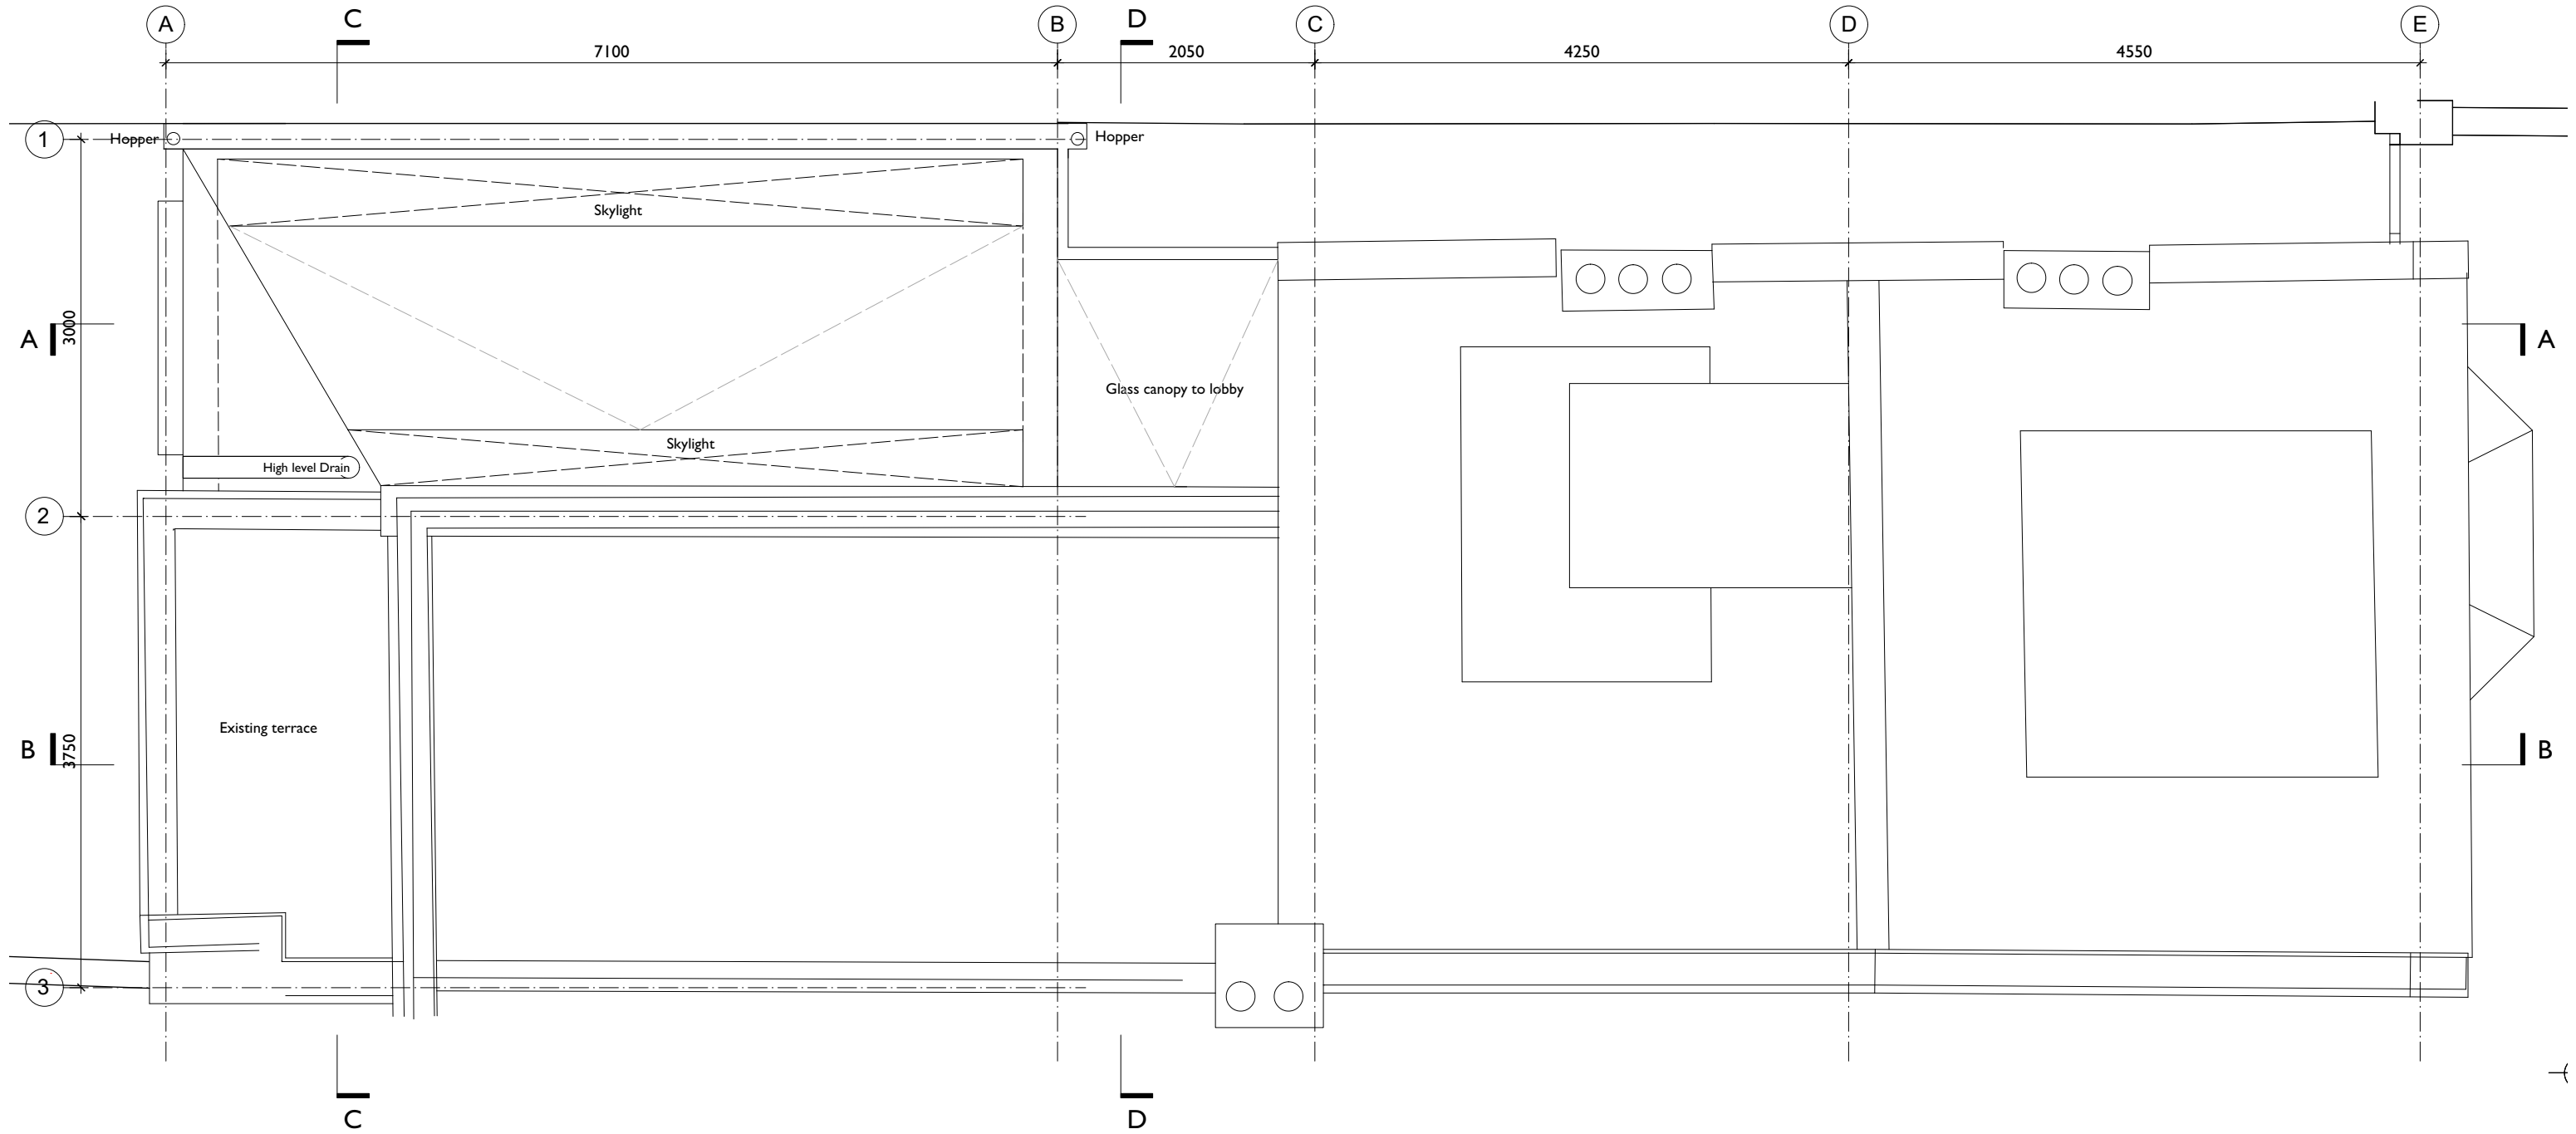 C
D
A
B
C
D
E
7100
2050
4250
4550
1
Hopper
Hopper
Skylight
A
3000
A
Glass canopy to lobby
Skylight
High level Drain
2
Existing terrace
B
3750
B
3
C
D